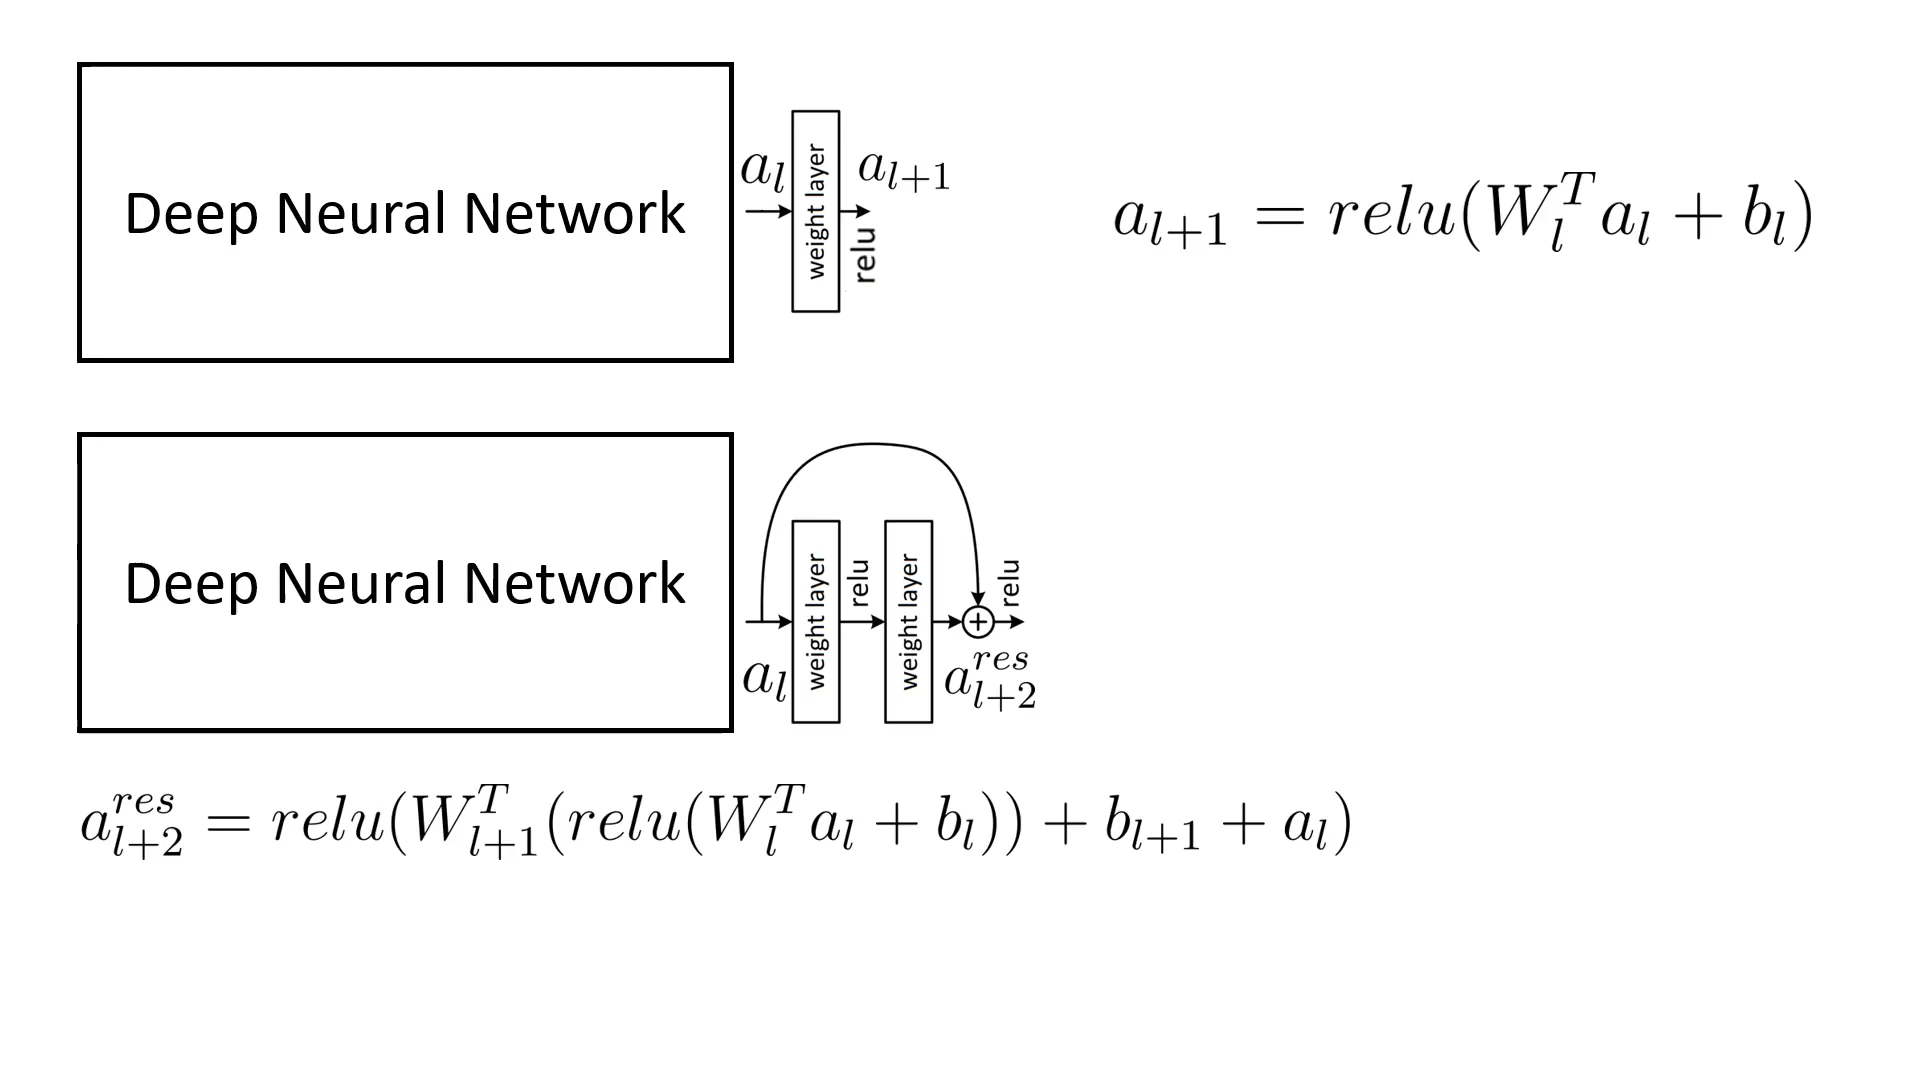 Deep Neural Network
a_l
weight layer
a_{l+1}
relu
a_{l+1} = relu(W_l^T a_l + b_l)
Deep Neural Network
a_l
weight layer
relu
weight layer
relu
a_{l+2}^{res}
a_{l+2}^{res} = relu(W_{l+1}^T(relu(W_l^T a_l + b_l)) + b_{l+1} + a_l)